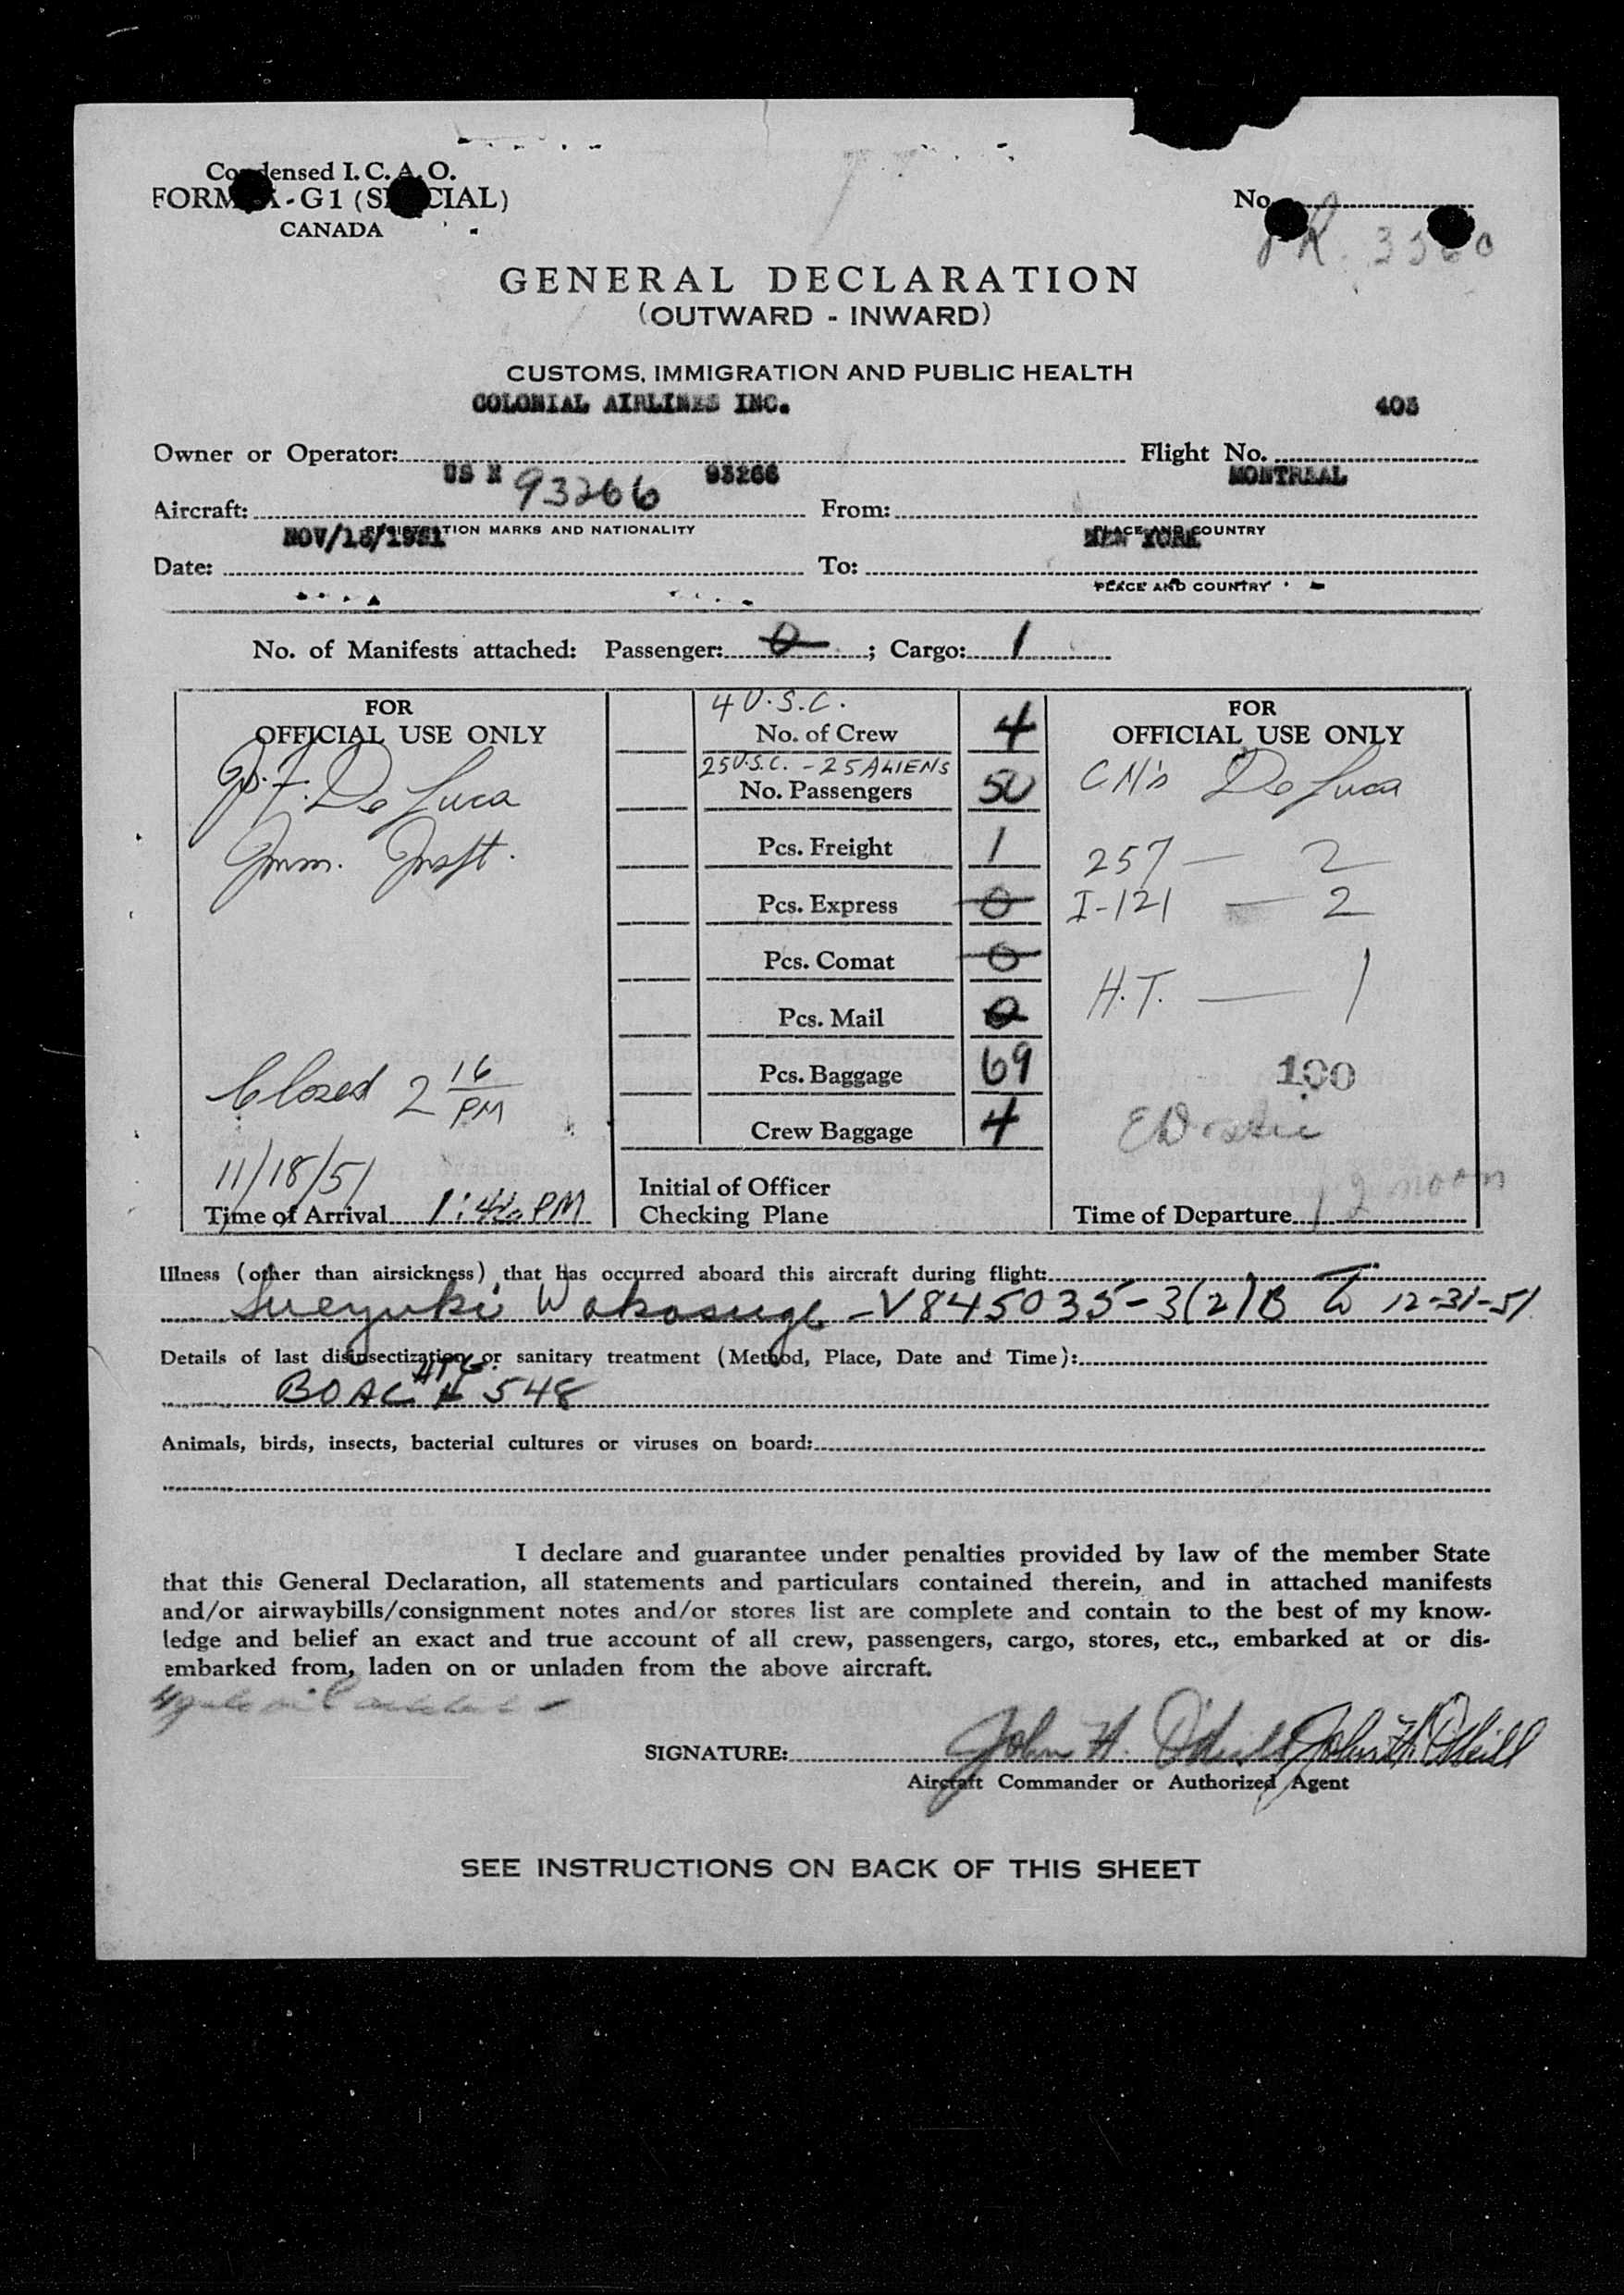 Condensed I. C. A. O.
FORM A-G1 (SPECIAL)
CANADA
No.
GENERAL DECLARATION
(OUTWARD - INWARD)
CUSTOMS, IMMIGRATION AND PUBLIC HEALTH
COLONIAL AIRLINES INC. 403
Owner or Operator: Flight No.
US N 93266 93266 MONTREAL
Aircraft: From:
REGISTRATION MARKS AND NATIONALITY PLACE AND COUNTRY
NOV/18/1951 NEW YORK
Date: To:
PLACE AND COUNTRY
No. of Manifests attached: Passenger: 0 ; Cargo: 1
FOR
OFFICIAL USE ONLY
De Luca
Imm. Inspt.
Closed 2 16 PM
11/18/51
Time of Arrival PM
4 U.S.C.
No. of Crew 4
25 U.S.C. - 25 ALIENS
No. Passengers 50
Pcs. Freight 1
Pcs. Express 0
Pcs. Comat 0
Pcs. Mail 0
Pcs. Baggage 69
Crew Baggage 4
Initial of Officer
Checking Plane
FOR
OFFICIAL USE ONLY
De Luca
257 — 2
I-121 — 2
H.T. — 1
100
Time of Departure 12 noon
Illness (other than airsickness) that has occurred aboard this aircraft during flight:
Sueyuki - V845035-3(2)B to 12-31-51
Details of last disinsectization or sanitary treatment (Method, Place, Date and Time):
BOAC # 548
Animals, birds, insects, bacterial cultures or viruses on board:
I declare and guarantee under penalties provided by law of the member State
that this General Declaration, all statements and particulars contained therein, and in attached manifests
and/or airwaybills/consignment notes and/or stores list are complete and contain to the best of my know-
ledge and belief an exact and true account of all crew, passengers, cargo, stores, etc., embarked at or dis-
embarked from, laden on or unladen from the above aircraft.
SIGNATURE: John H. O'Neill John H. O'Neill
Aircraft Commander or Authorized Agent
SEE INSTRUCTIONS ON BACK OF THIS SHEET